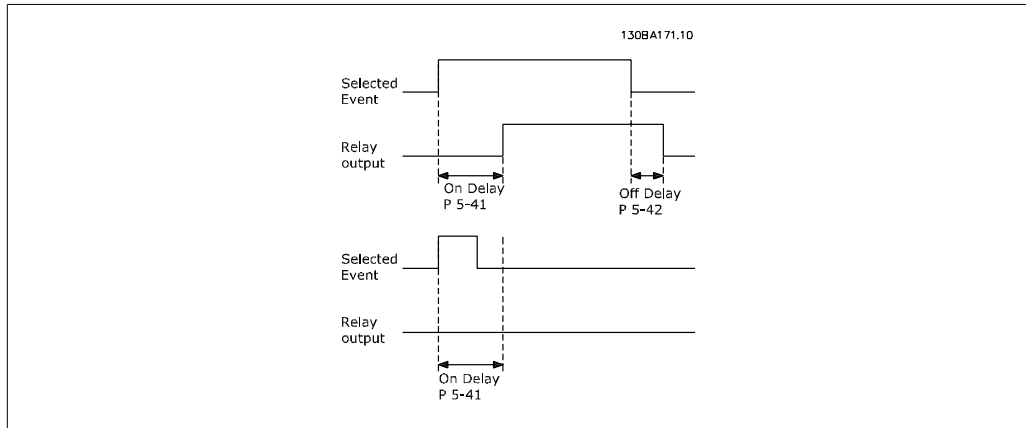 130BA171.10
Selected
Event
Relay
output
On Delay
P 5-41
Off Delay
P 5-42
Selected
Event
Relay
output
On Delay
P 5-41